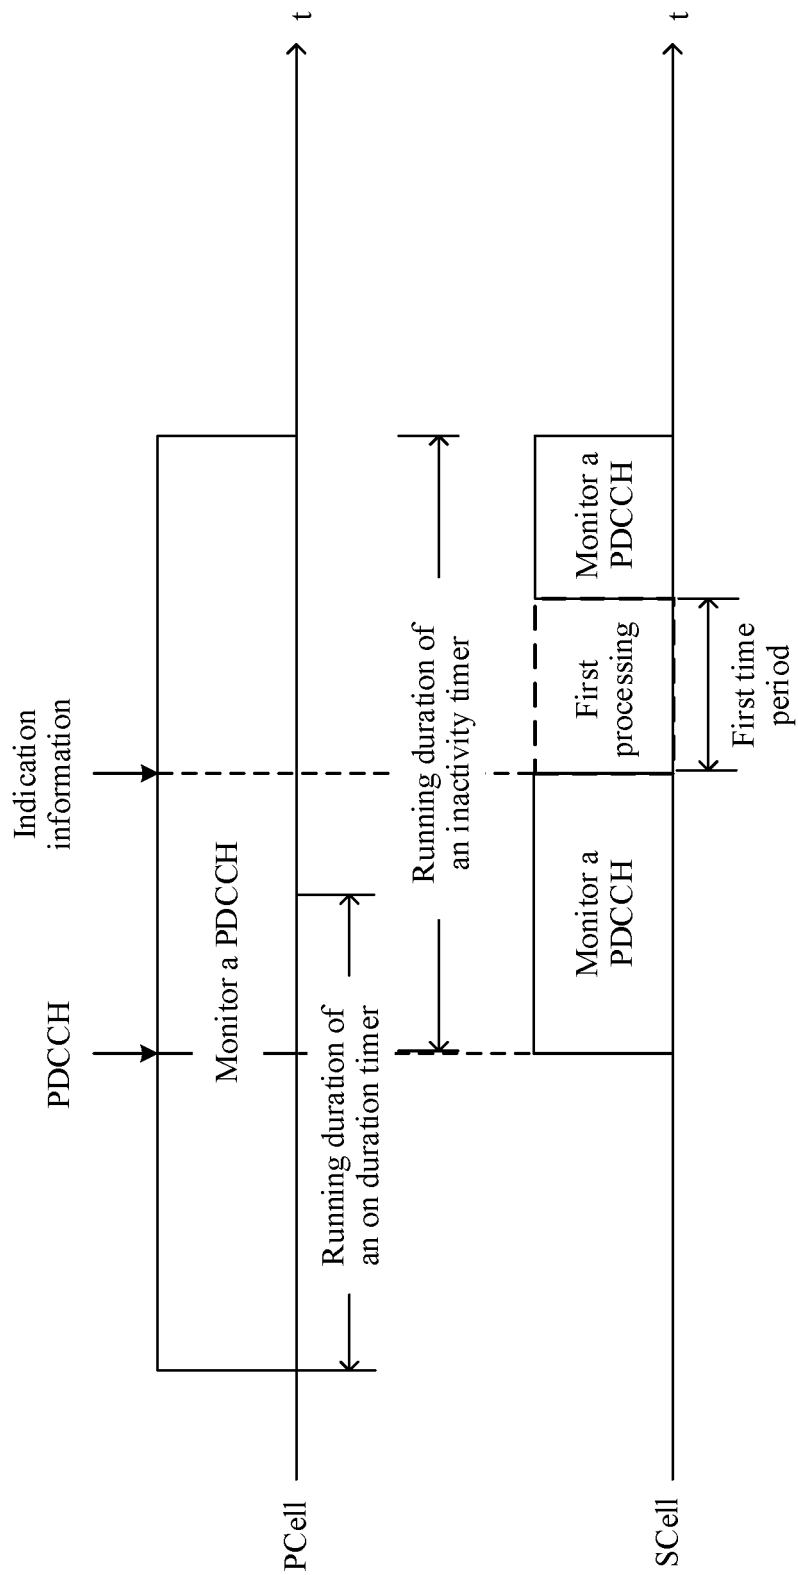 PDCCH
Indication
information
Monitor a PDCCH
PCell
t
Running duration of
an on duration timer
Running duration of
an inactivity timer
Monitor a
PDCCH
First
processing
Monitor a
PDCCH
SCell
t
First time
period